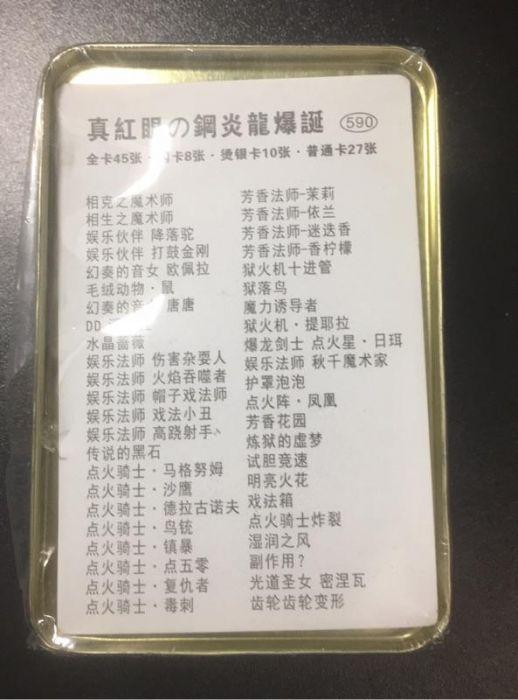 真紅眼の鋼炎龍爆誕 590
全卡45张·闪卡8张·烫银卡10张·普通卡27张
相克之魔术师
相生之魔术师
娱乐伙伴 降落驼
娱乐伙伴 打鼓金刚
幻奏的音女 欧佩拉
毛绒动物·鼠
幻奏的音女 唐唐
DD
水晶蔷薇
娱乐法师 伤害杂耍人
娱乐法师 火焰吞噬者
娱乐法师 帽子戏法师
娱乐法师 戏法小丑
娱乐法师 高跷射手
传说的黑石
点火骑士·马格努姆
点火骑士·沙鹰
点火骑士·德拉古诺夫
点火骑士·鸟铳
点火骑士·镇暴
点火骑士·点五零
点火骑士·复仇者
点火骑士·毒刺
芳香法师-茉莉
芳香法师-依兰
芳香法师-迷迭香
芳香法师-香柠檬
狱火机十进管
狱落鸟
魔力诱导者
狱火机·提耶拉
爆龙剑士 点火星·日珥
娱乐法师 秋千魔术家
护罩泡泡
点火阵·凤凰
芳香花园
炼狱的虚梦
试胆竞速
明亮火花
戏法箱
点火骑士炸裂
湿润之风
副作用?
光道圣女 密涅瓦
齿轮齿轮变形